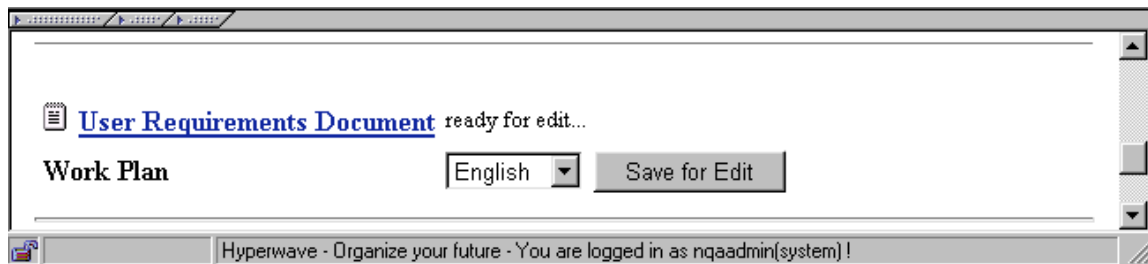 User Requirements Document ready for edit...
Work Plan English Save for Edit
Hyperwave - Organize your future - You are logged in as nqaadmin(system) !